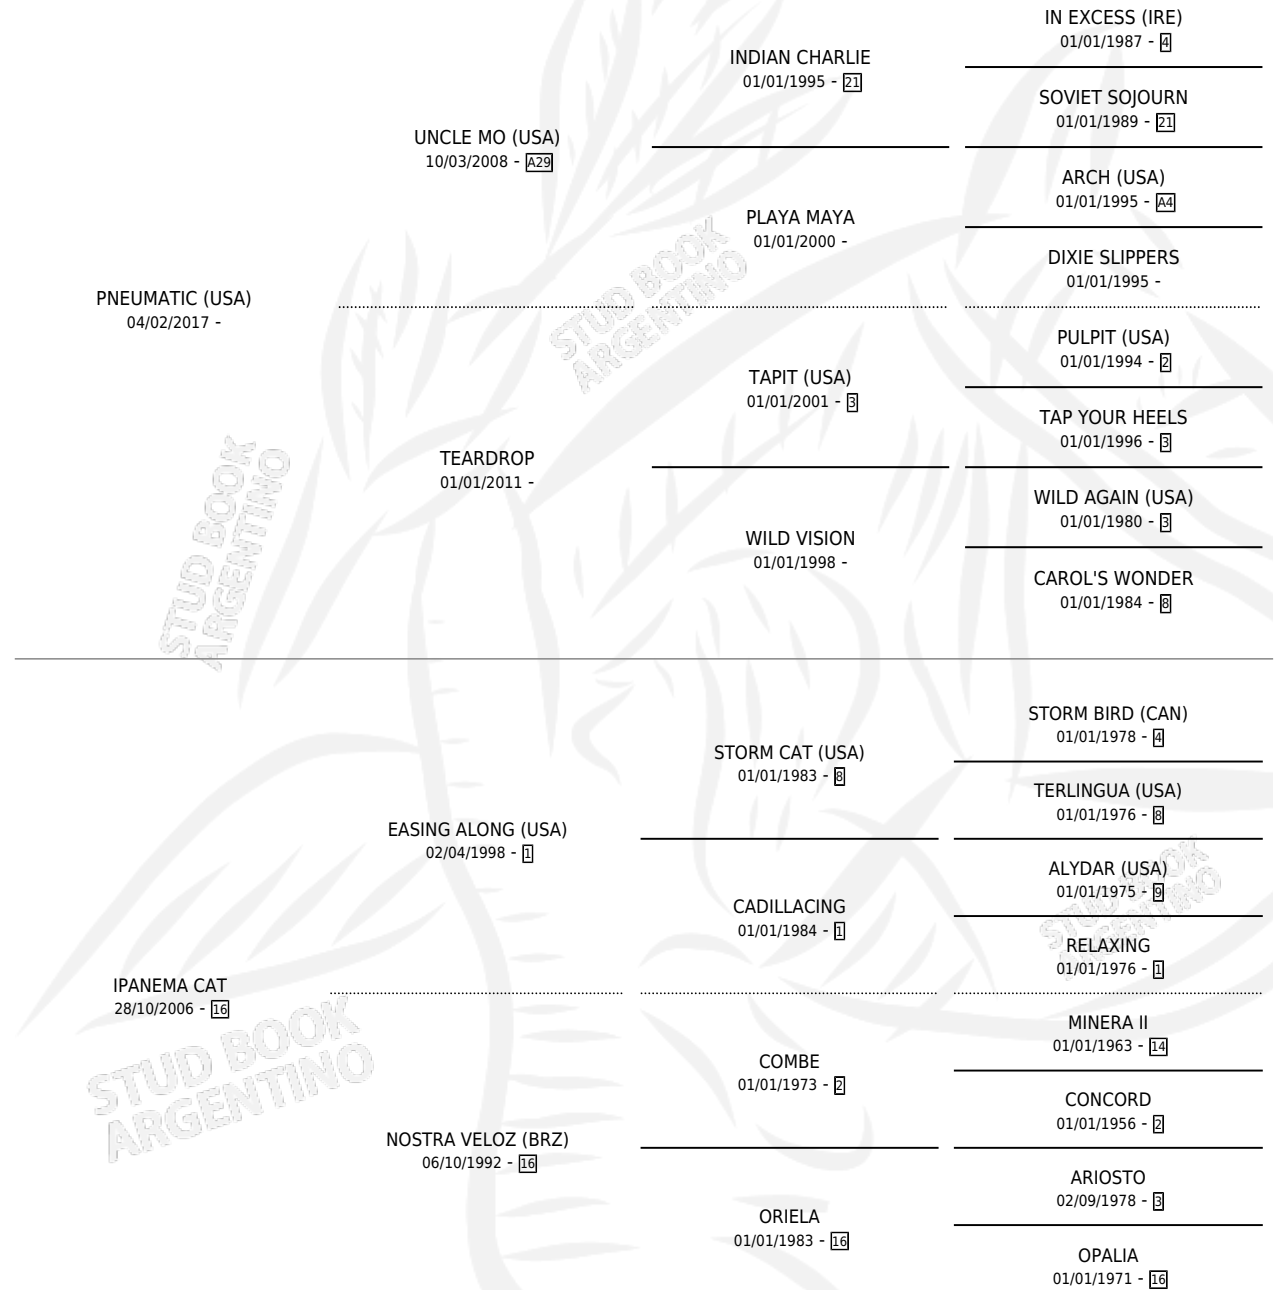 IN EXCESS (IRE)
01/01/1987 - 4
INDIAN CHARLIE
01/01/1995 - 21
SOVIET SOJOURN
01/01/1989 - 21
UNCLE MO (USA)
10/03/2008 - A29
ARCH (USA)
01/01/1995 - A4
PLAYA MAYA
01/01/2000 -
DIXIE SLIPPERS
01/01/1995 -
PNEUMATIC (USA)
04/02/2017 -
PULPIT (USA)
01/01/1994 - 2
TAPIT (USA)
01/01/2001 - 3
TAP YOUR HEELS
01/01/1996 - 3
TEARDROP
01/01/2011 -
WILD AGAIN (USA)
01/01/1980 - 3
WILD VISION
01/01/1998 -
CAROL'S WONDER
01/01/1984 - 8
STORM BIRD (CAN)
01/01/1978 - 4
STORM CAT (USA)
01/01/1983 - 8
TERLINGUA (USA)
01/01/1976 - 8
EASING ALONG (USA)
02/04/1998 - 1
ALYDAR (USA)
01/01/1975 - 9
CADILLACING
01/01/1984 - 1
RELAXING
01/01/1976 - 1
IPANEMA CAT
28/10/2006 - 16
MINERA II
01/01/1963 - 14
COMBE
01/01/1973 - 2
CONCORD
01/01/1956 - 2
NOSTRA VELOZ (BRZ)
06/10/1992 - 16
ARIOSTO
02/09/1978 - 3
ORIELA
01/01/1983 - 16
OPALIA
01/01/1971 - 16
STUD BOOK
ARGENTINO
STUD BOOK
ARGENTINO
STUD BOOK
ARGENTINO
STUD BOOK
ARGENTINO